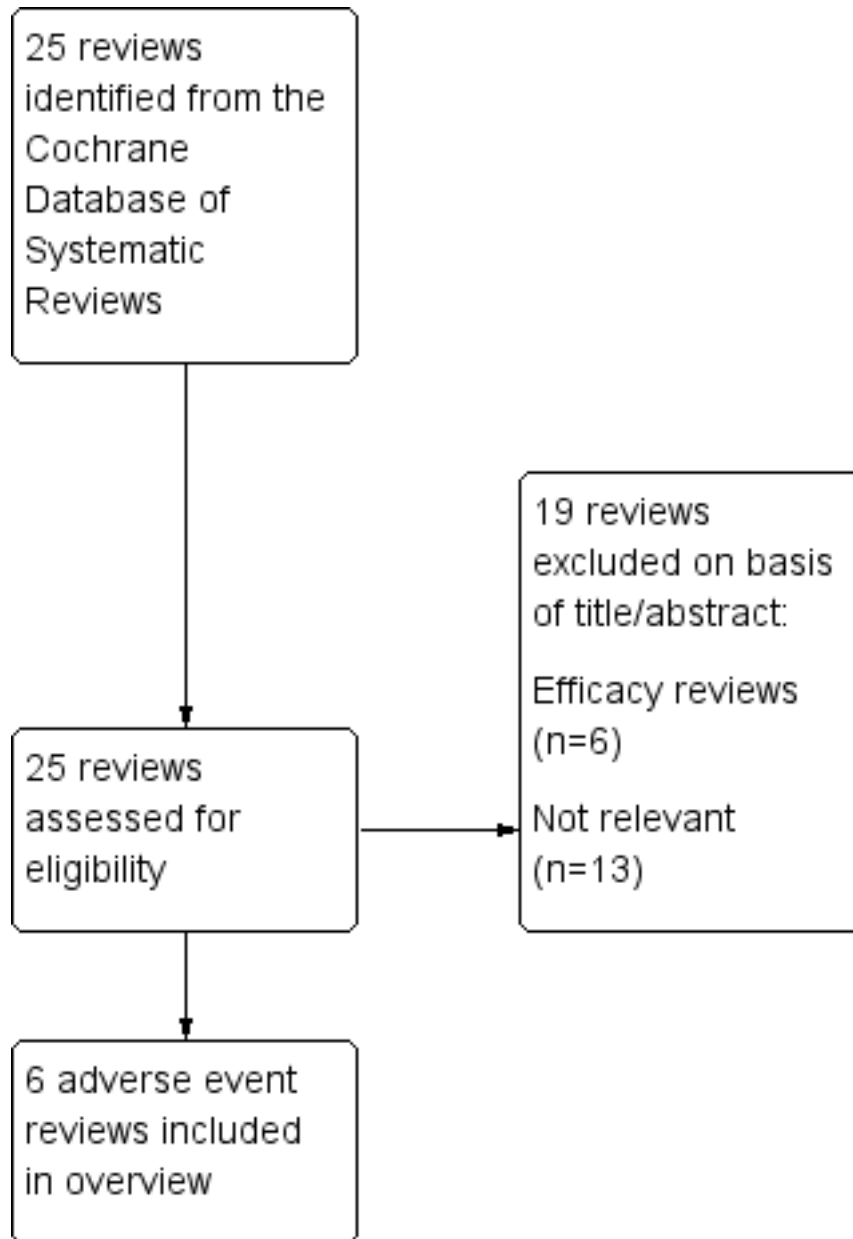 25 reviews
identified from the
Cochrane
Database of
Systematic
Reviews
25 reviews
assessed for
eligibility
19 reviews
excluded on basis
of title/abstract:
Efficacy reviews
(n=6)
Not relevant
(n=13)
6 adverse event
reviews included
in overview